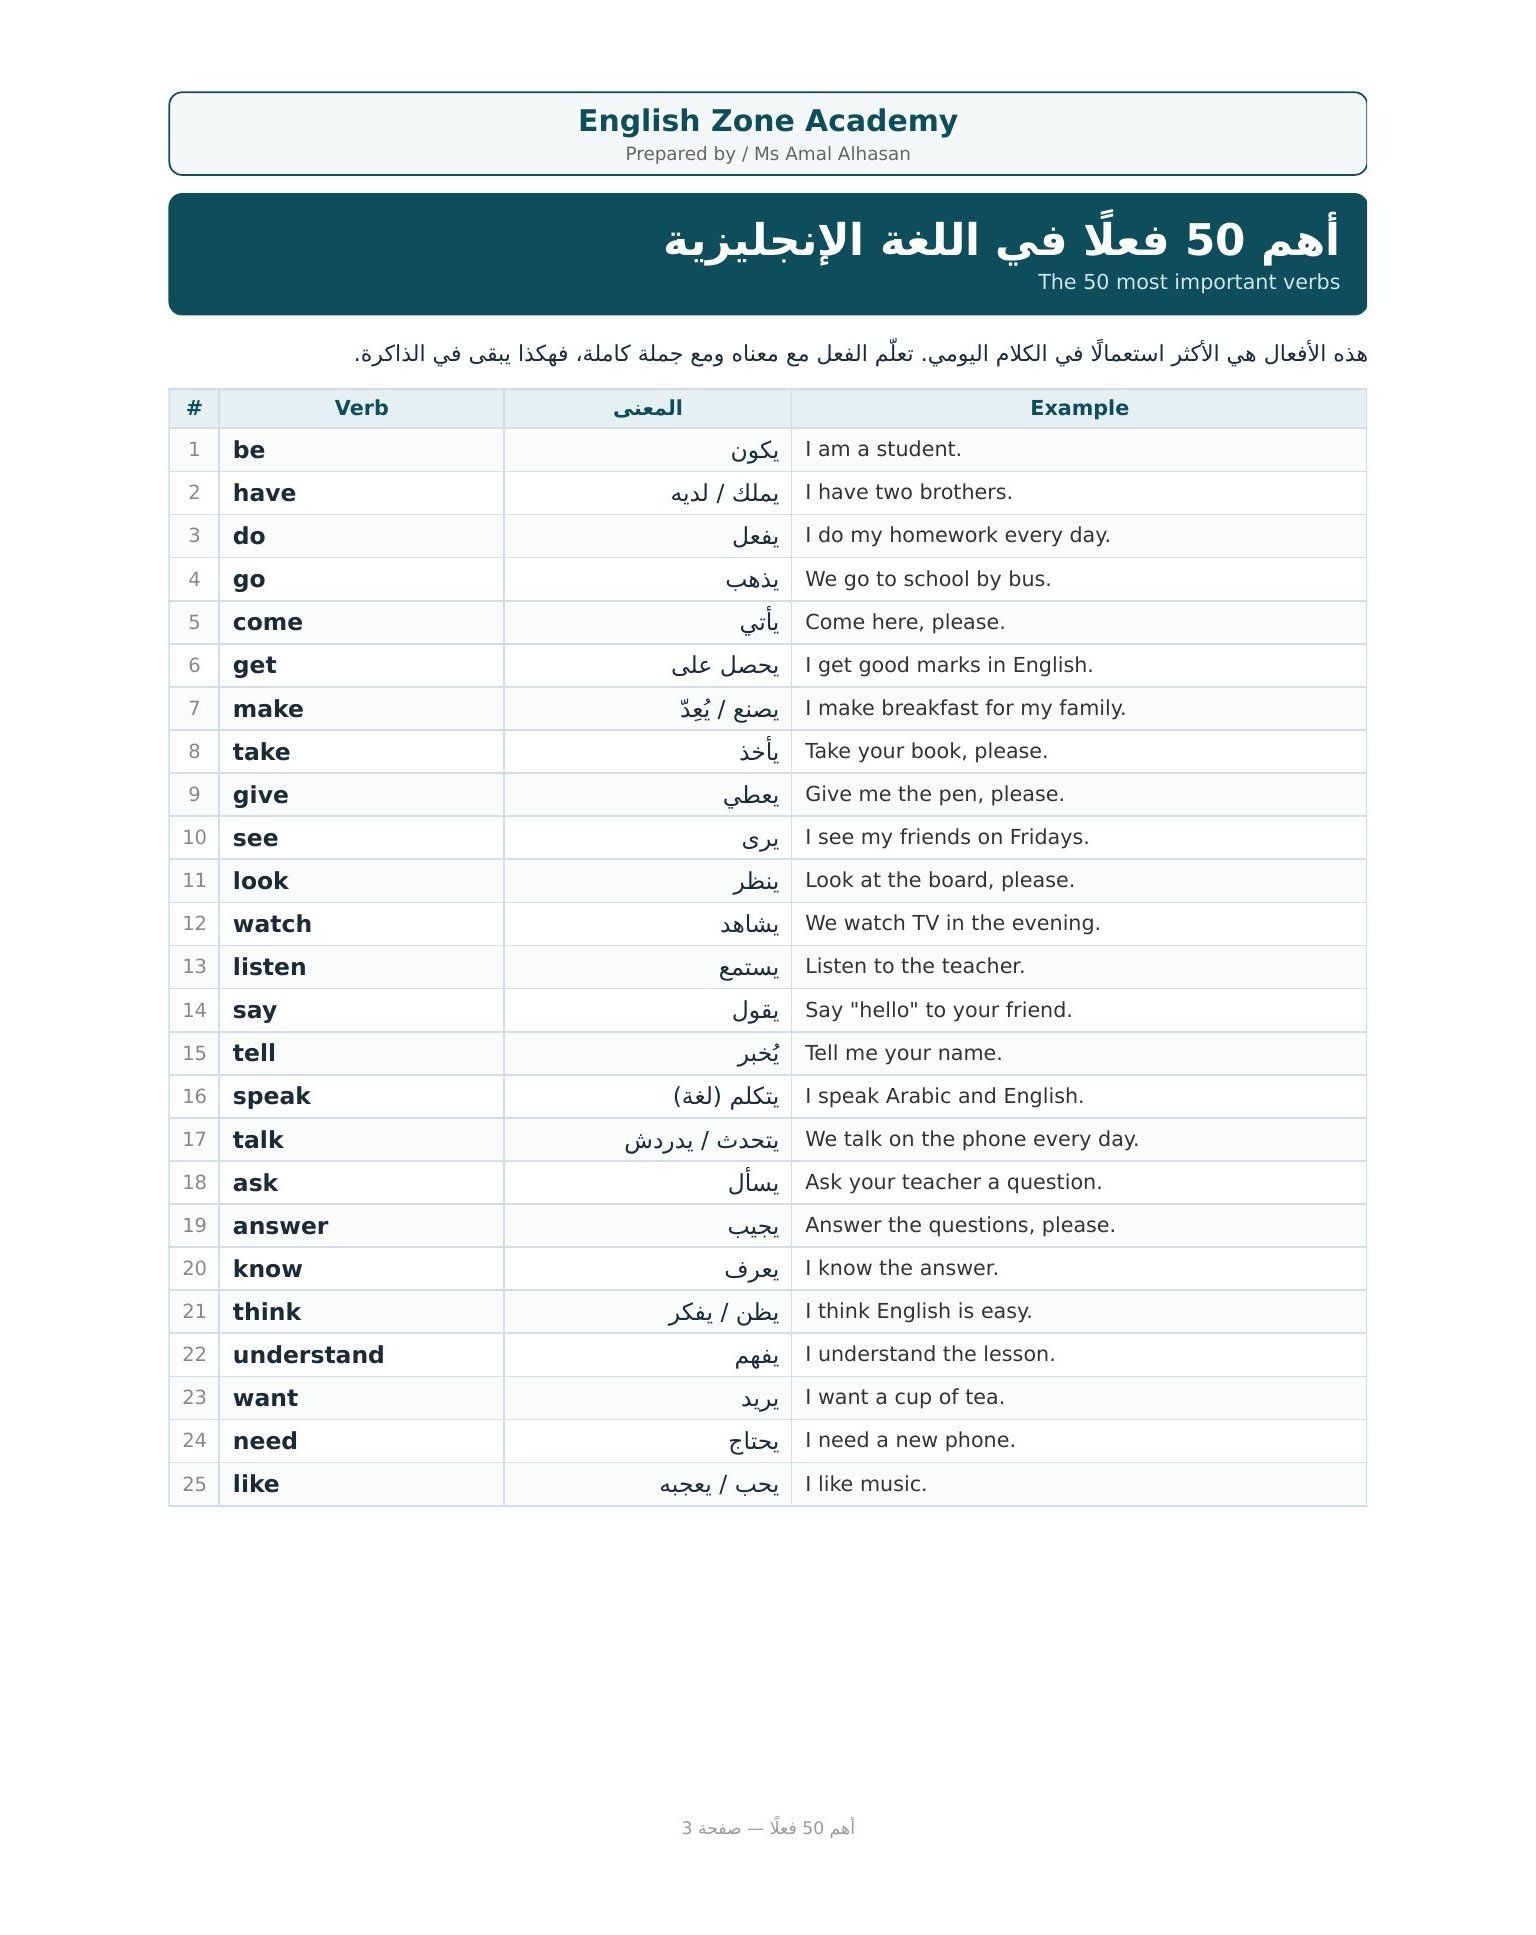 English Zone Academy
Prepared by / Ms Amal Alhasan
أهم 50 فعلًا في اللغة الإنجليزية
The 50 most important verbs
هذه الأفعال هي الأكثر استعمالًا في الكلام اليومي. تعلّم الفعل مع معناه ومع جملة كاملة، فهكذا يبقى في الذاكرة.
# Verb المعنى Example
1 be يكون I am a student.
2 have يملك / لديه I have two brothers.
3 do يفعل I do my homework every day.
4 go يذهب We go to school by bus.
5 come يأتي Come here, please.
6 get يحصل على I get good marks in English.
7 make يصنع / يُعِدّ I make breakfast for my family.
8 take يأخذ Take your book, please.
9 give يعطي Give me the pen, please.
10 see يرى I see my friends on Fridays.
11 look ينظر Look at the board, please.
12 watch يشاهد We watch TV in the evening.
13 listen يستمع Listen to the teacher.
14 say يقول Say "hello" to your friend.
15 tell يُخبر Tell me your name.
16 speak يتكلم (لغة) I speak Arabic and English.
17 talk يتحدث / يدردش We talk on the phone every day.
18 ask يسأل Ask your teacher a question.
19 answer يجيب Answer the questions, please.
20 know يعرف I know the answer.
21 think يظن / يفكر I think English is easy.
22 understand يفهم I understand the lesson.
23 want يريد I want a cup of tea.
24 need يحتاج I need a new phone.
25 like يحب / يعجبه I like music.
أهم 50 فعلًا — صفحة 3